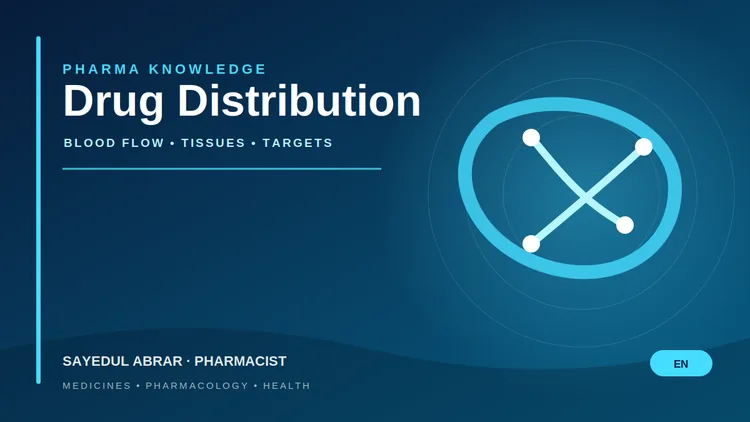 PHARMA KNOWLEDGE
Drug Distribution
BLOOD FLOW • TISSUES • TARGETS
SAYEDUL ABRAR · PHARMACIST
MEDICINES • PHARMACOLOGY • HEALTH
EN